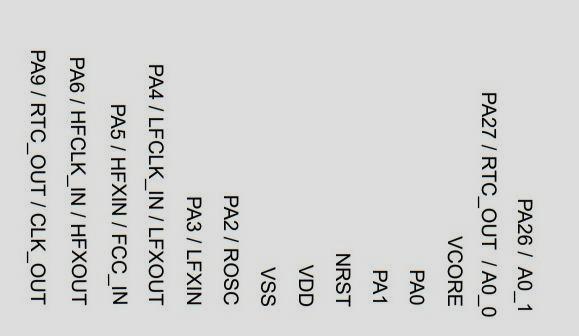 PA9 / RTC_OUT / CLK_OUT
PA6 / HFCLK_IN / HFXOUT
PA5 / HFXIN / FCC_IN
PA4 / LFCLK_IN / LFXOUT
PA3 / LFXIN
PA2 / ROSC
VSS
VDD
NRST
PA1
PA0
VCORE
PA27 / RTC_OUT / A0_0
PA26 / A0_1